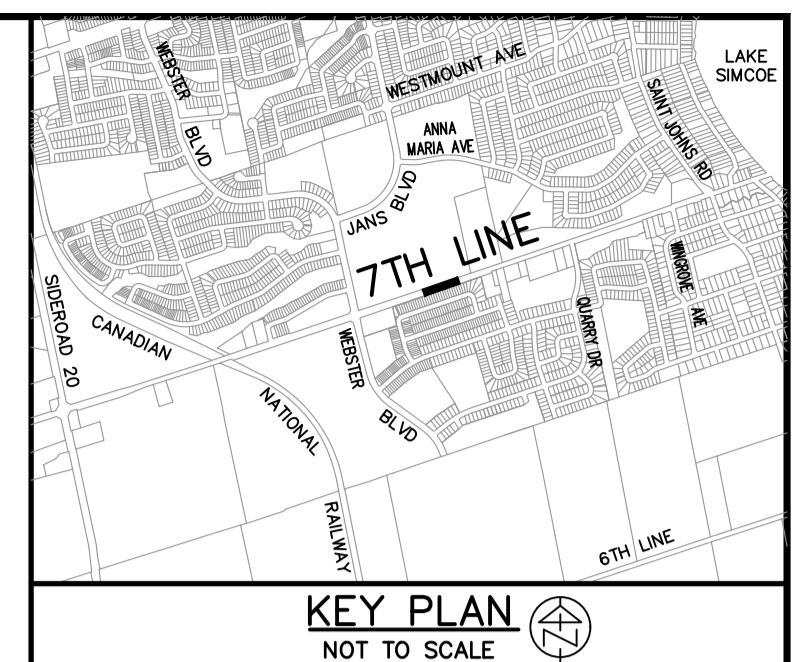 WEBSTER
BLVD
WESTMOUNT AVE
LAKE
SIMCOE
ANNA
MARIA AVE
SAINT JOHNS RD
JANS BLVD
7TH LINE
WINGROVE
AVE
SIDEROAD 20
CANADIAN
NATIONAL
RAILWAY
WEBSTER
BLVD
QUARRY DR
6TH LINE
KEY PLAN
N
NOT TO SCALE